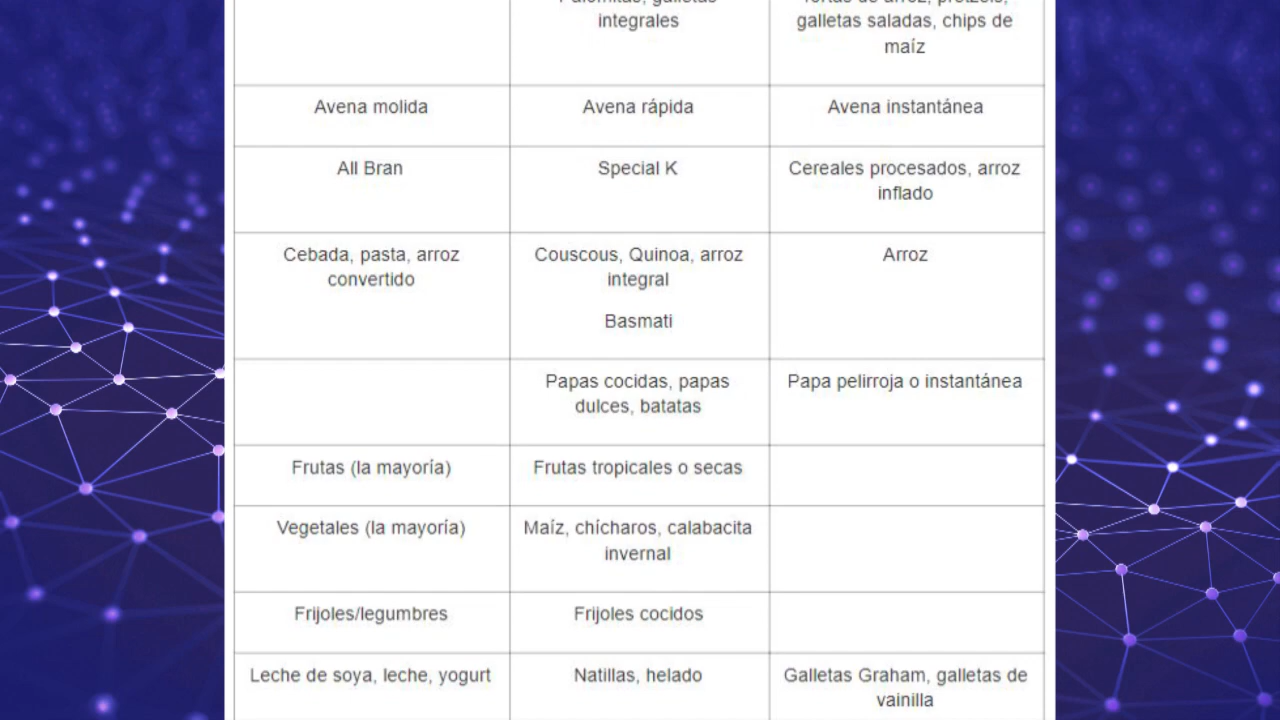 integrales
galletas saladas, chips de
maíz
Avena molida
Avena rápida
Avena instantánea
All Bran
Special K
Cereales procesados, arroz
inflado
Cebada, pasta, arroz
convertido
Couscous, Quinoa, arroz
integral
Basmati
Arroz
Papas cocidas, papas
dulces, batatas
Papa pelirroja o instantánea
Frutas (la mayoría)
Frutas tropicales o secas
Vegetales (la mayoría)
Maíz, chícharos, calabacita
invernal
Frijoles/legumbres
Frijoles cocidos
Leche de soya, leche, yogurt
Natillas, helado
Galletas Graham, galletas de
vainilla